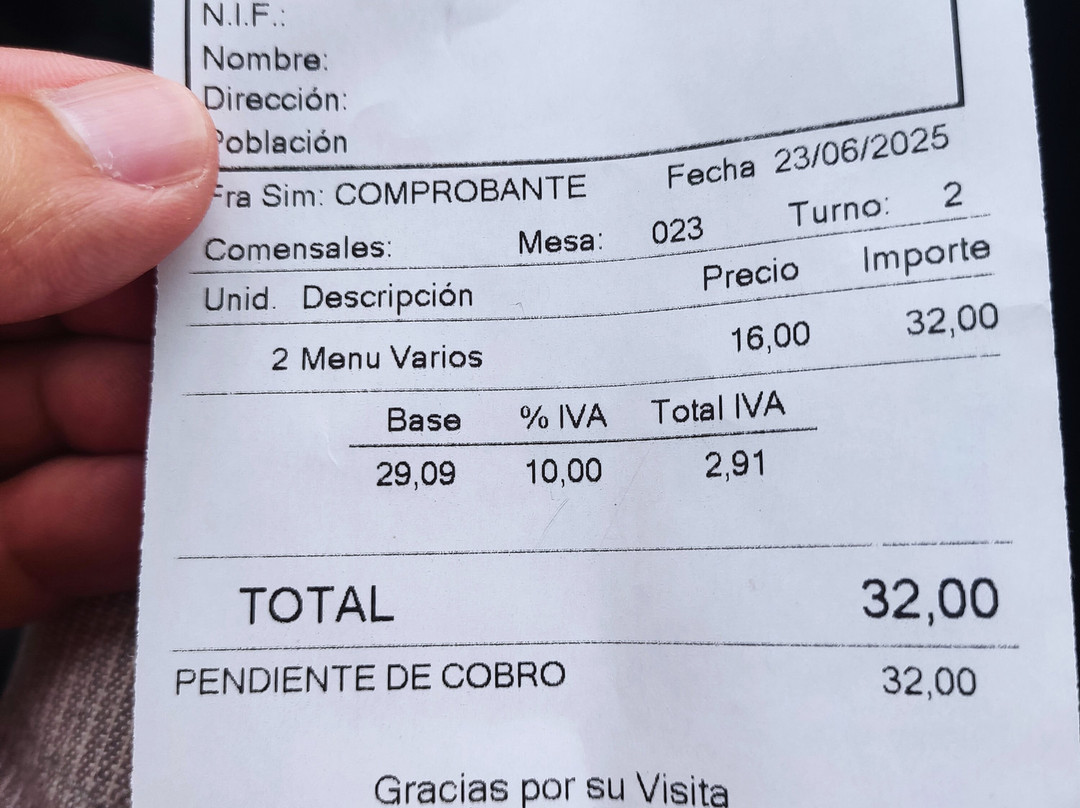 N.I.F.:
Nombre:
Dirección:
Población
Fra Sim: COMPROBANTE Fecha 23/06/2025
Comensales: Mesa: 023 Turno: 2
Unid. Descripción Precio Importe
2 Menu Varios 16,00 32,00
Base % IVA Total IVA
29,09 10,00 2,91
TOTAL 32,00
PENDIENTE DE COBRO 32,00
Gracias por su Visita